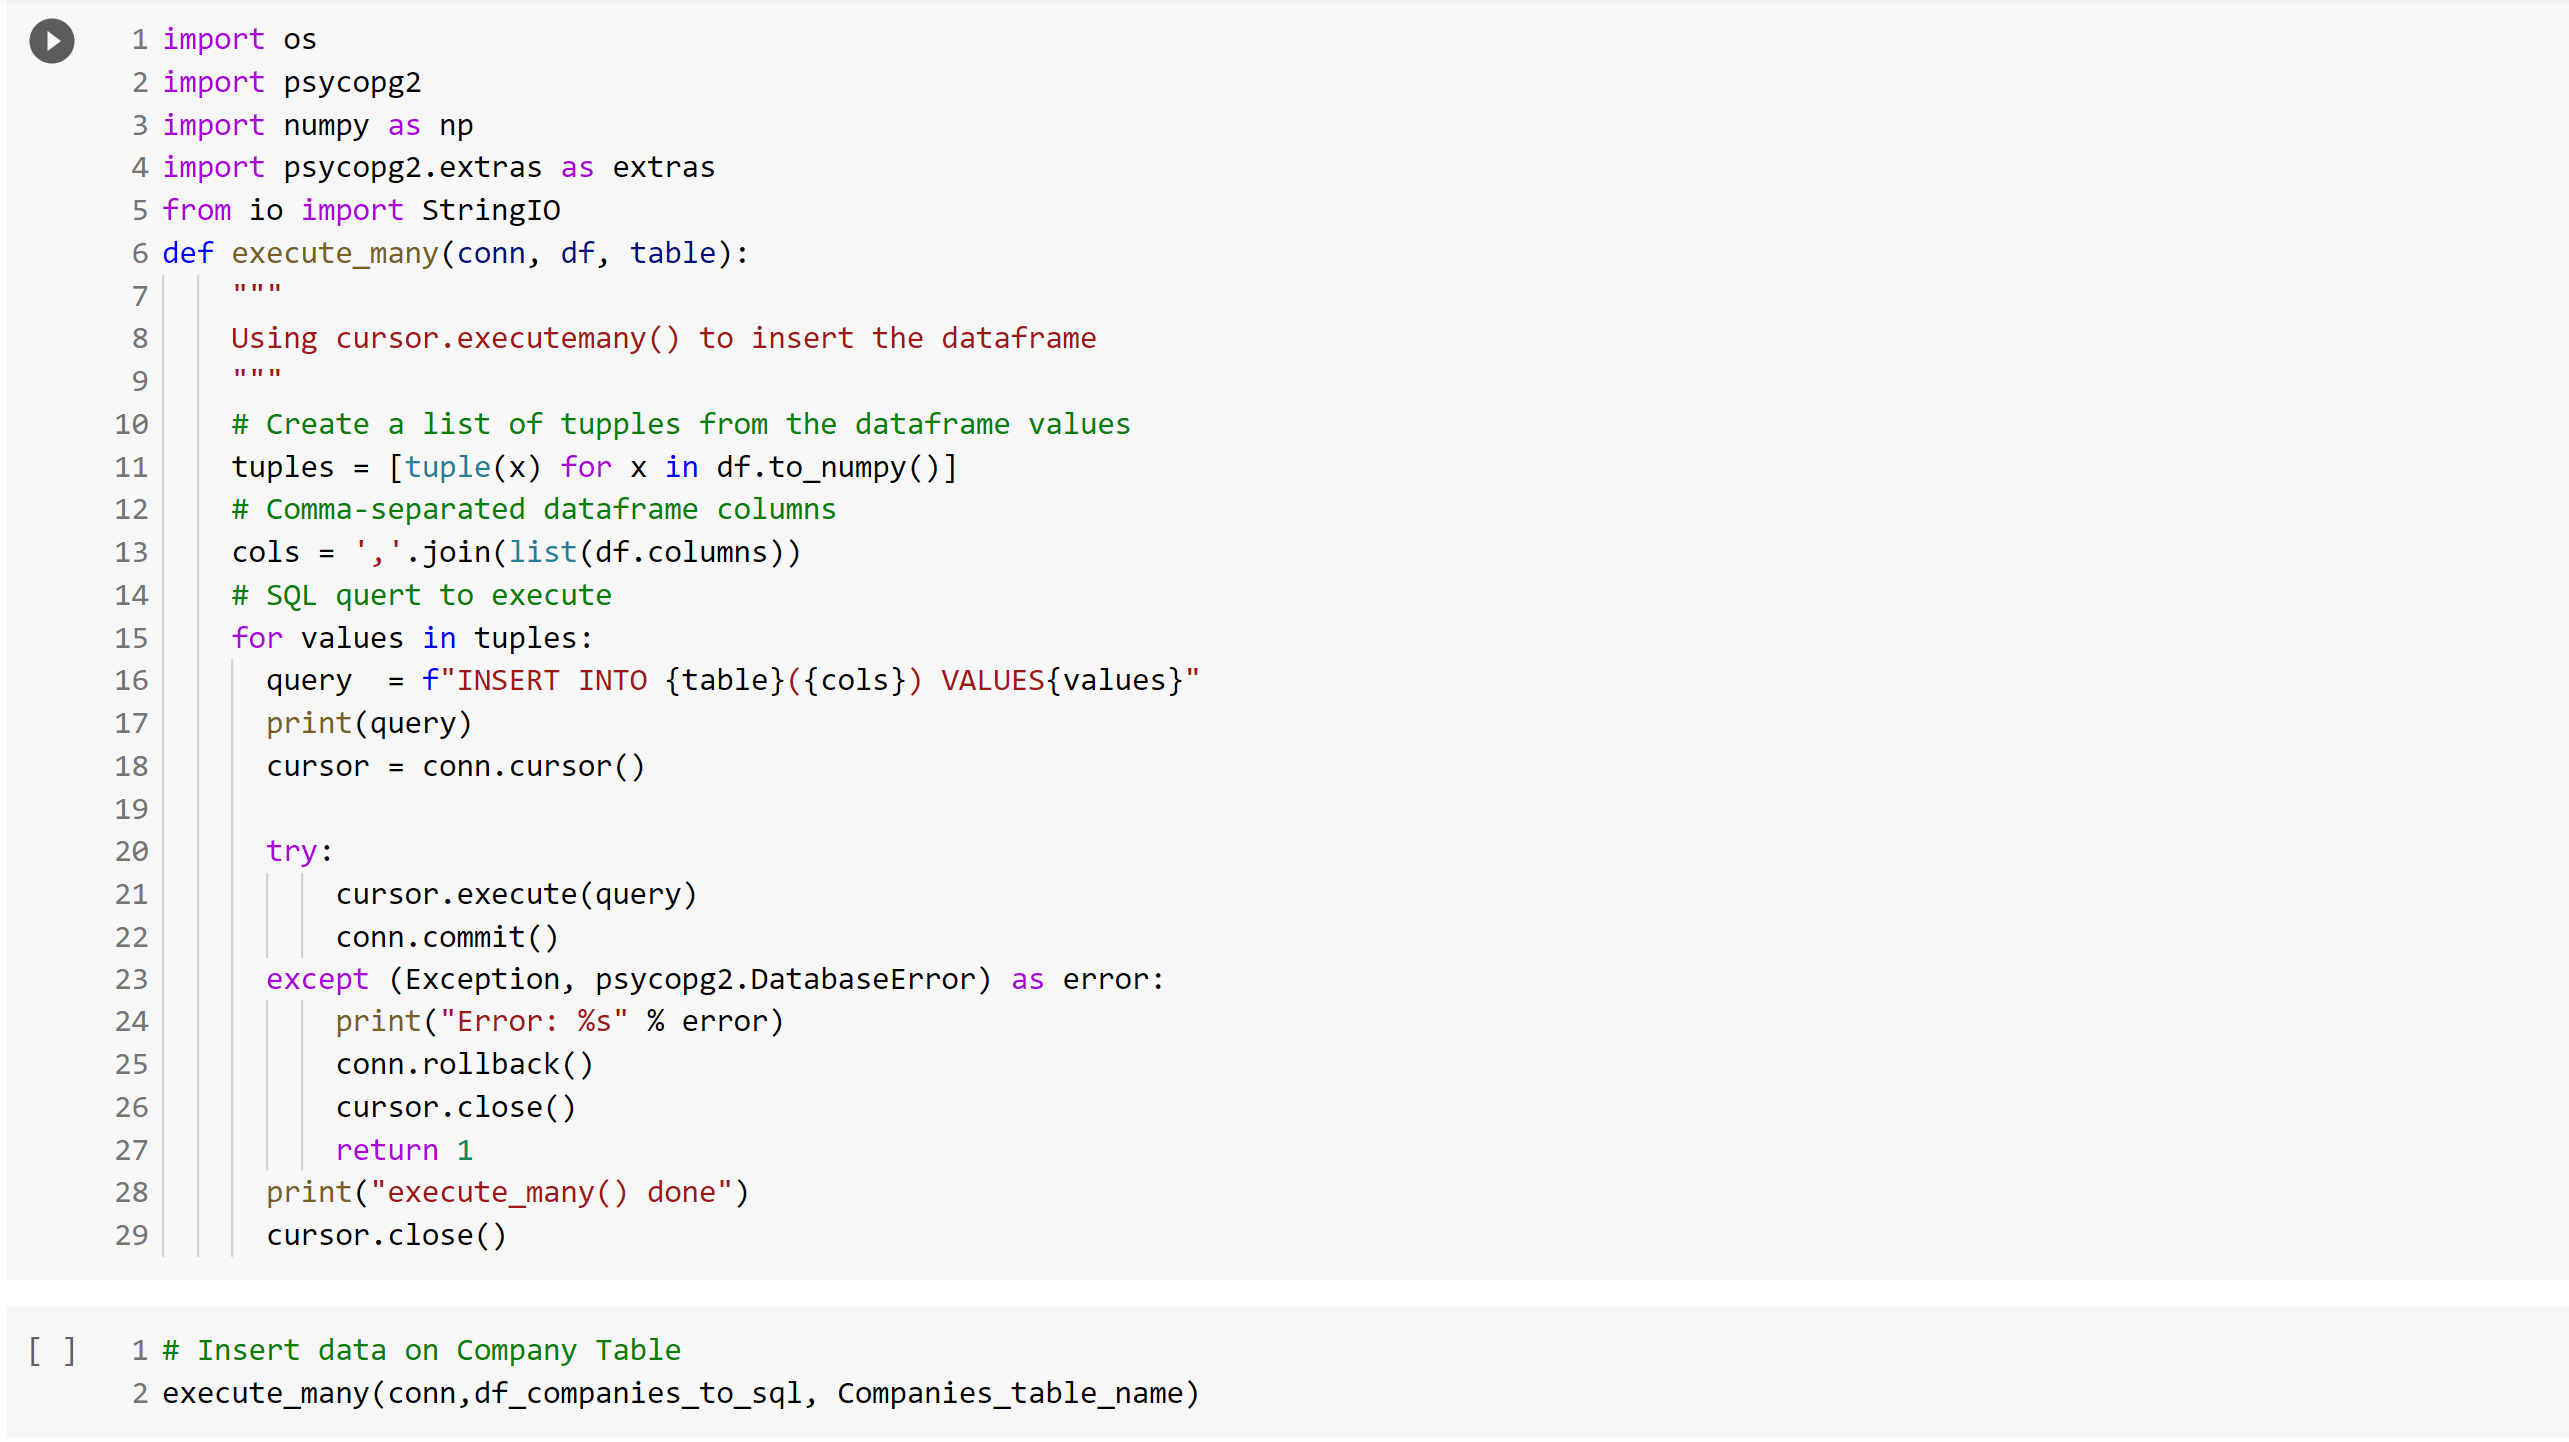 1 import os
2 import psycopg2
3 import numpy as np
4 import psycopg2.extras as extras
5 from io import StringIO
6 def execute_many(conn, df, table):
7     """
8     Using cursor.executemany() to insert the dataframe
9     """
10     # Create a list of tupples from the dataframe values
11     tuples = [tuple(x) for x in df.to_numpy()]
12     # Comma-separated dataframe columns
13     cols = ','.join(list(df.columns))
14     # SQL quert to execute
15     for values in tuples:
16       query  = f"INSERT INTO {table}({cols}) VALUES{values}"
17       print(query)
18       cursor = conn.cursor()
19
20       try:
21           cursor.execute(query)
22           conn.commit()
23       except (Exception, psycopg2.DatabaseError) as error:
24           print("Error: %s" % error)
25           conn.rollback()
26           cursor.close()
27           return 1
28       print("execute_many() done")
29       cursor.close()
[ ] 1 # Insert data on Company Table
2 execute_many(conn,df_companies_to_sql, Companies_table_name)